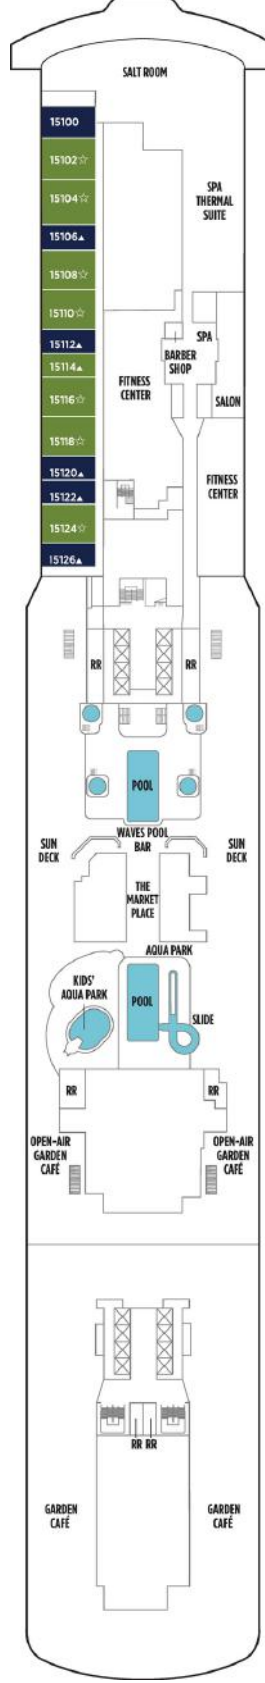 SALT ROOM
15100
15102☆
15104☆
15106▲
15108☆
15110☆
15112▲
15114▲
15116☆
15118☆
15120▲
15122▲
15124☆
15126▲
SPA
THERMAL
SUITE
SPA
BARBER
SHOP
FITNESS
CENTER
SALON
FITNESS
CENTER
RR
RR
POOL
WAVES POOL
BAR
SUN
DECK
SUN
DECK
THE
MARKET
PLACE
AQUA PARK
KIDS'
AQUA PARK
POOL
SLIDE
RR
RR
OPEN-AIR
GARDEN
CAFÉ
OPEN-AIR
GARDEN
CAFÉ
RR RR
GARDEN
CAFÉ
GARDEN
CAFÉ